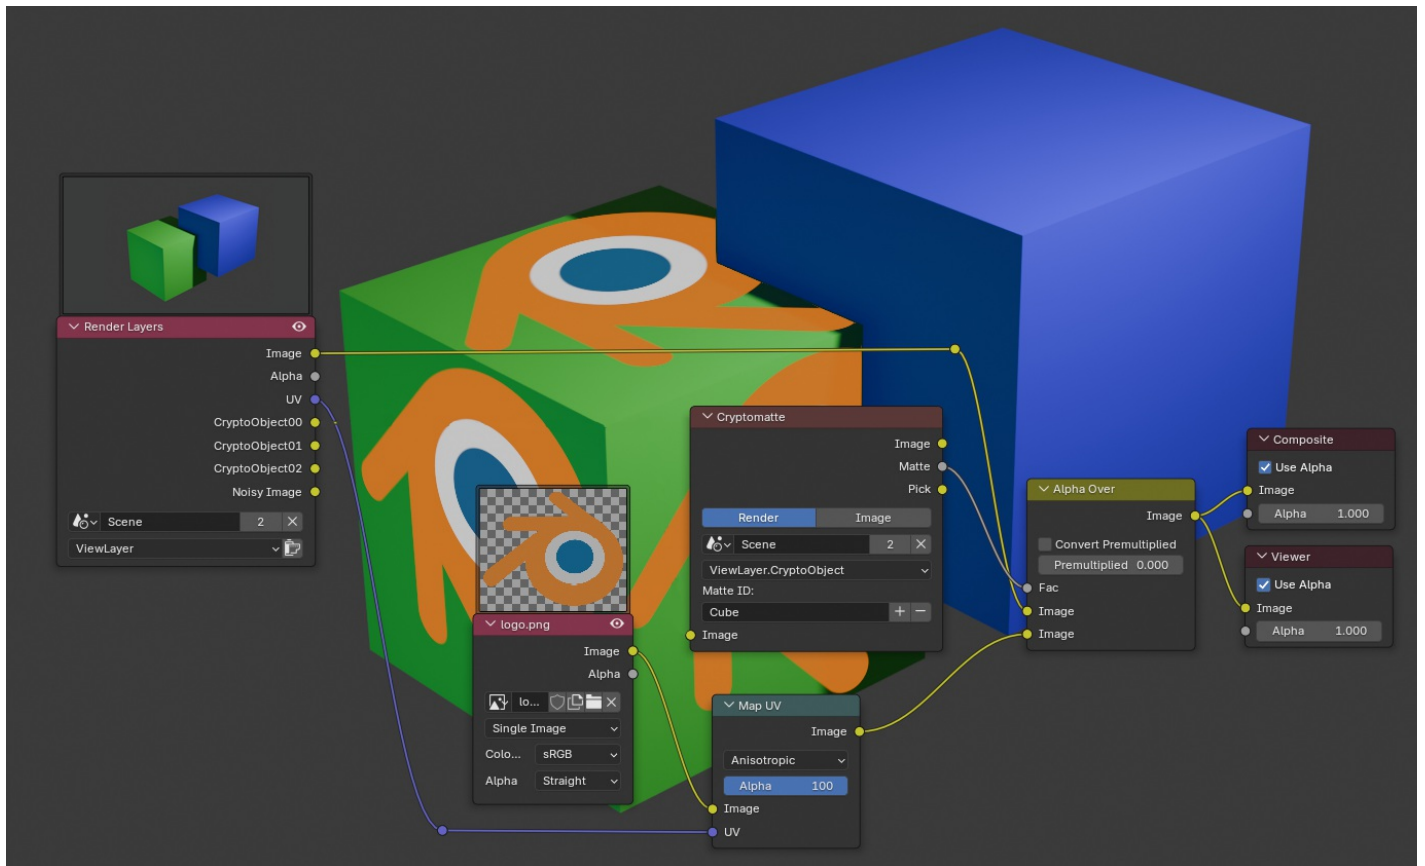 Render Layers
Image
Alpha
UV
CryptoObject00
CryptoObject01
CryptoObject02
Noisy Image
Scene 2
ViewLayer
logo.png
Image
Alpha
lo...
Single Image
Colo... sRGB
Alpha Straight
Cryptomatte
Image
Matte
Pick
Render Image
Scene 2
ViewLayer.CryptoObject
Matte ID:
Cube
Image
Map UV
Image
Anisotropic
Alpha 100
Image
UV
Alpha Over
Image
Convert Premultiplied
Premultiplied 0.000
Fac
Image
Image
Composite
Use Alpha
Image
Alpha 1.000
Viewer
Use Alpha
Image
Alpha 1.000